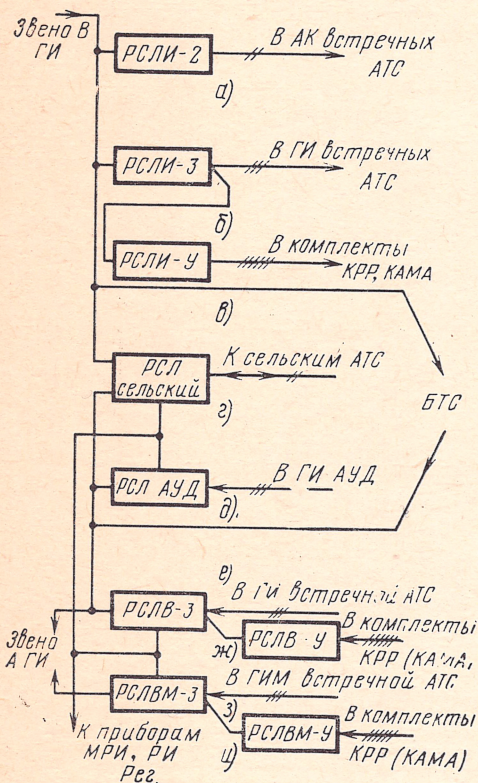 Звено В
ГИ
РСЛИ-2
В АК встречных
АТС
а)
РСЛИ-3
В ГИ встречных
АТС
б)
РСЛИ-У
В комплекты
КРР, КАМА
в)
РСЛ
сельский
К сельским АТС
г)
БТС
РСЛ АУД
В ГИ АУД
д)
е)
РСЛВ-3
В ГИ встречной АТС
Звено
А ГИ
ж)
РСЛВ-У
В комплекты
КРР (КАМА)
РСЛВМ-3
В ГИМ встречной АТС
з)
РСЛВМ-У
и)
В комплекты
КРР (КАМА)
К приборам
МРИ, РИ
Рег.